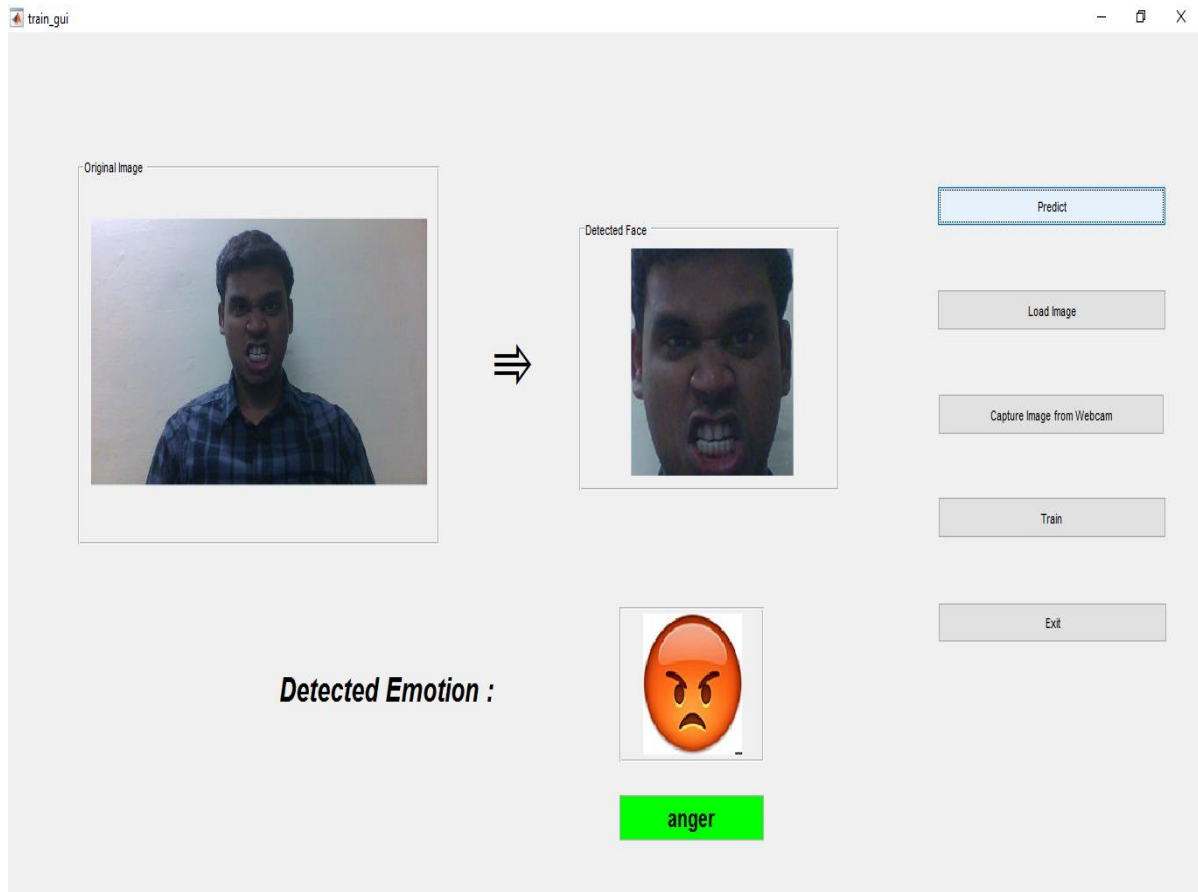 train_gui
Original Image
Detected Face
Predict
Load Image
Capture Image from Webcam
Train
Exit
Detected Emotion :
anger